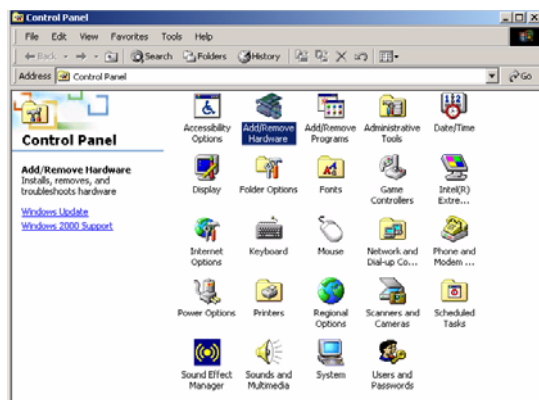 Control Panel
File Edit View Favorites Tools Help
Back Search Folders History
Address Control Panel Go
Control Panel
Add/Remove Hardware
Installs, removes, and
troubleshoots hardware
Windows Update
Windows 2000 Support
Accessibility Options
Add/Remove Hardware
Add/Remove Programs
Administrative Tools
Date/Time
Display
Folder Options
Fonts
Game Controllers
Intel(R) Extre...
Internet Options
Keyboard
Mouse
Network and Dial-up Co...
Phone and Modem ...
Power Options
Printers
Regional Options
Scanners and Cameras
Scheduled Tasks
Sound Effect Manager
Sounds and Multimedia
System
Users and Passwords